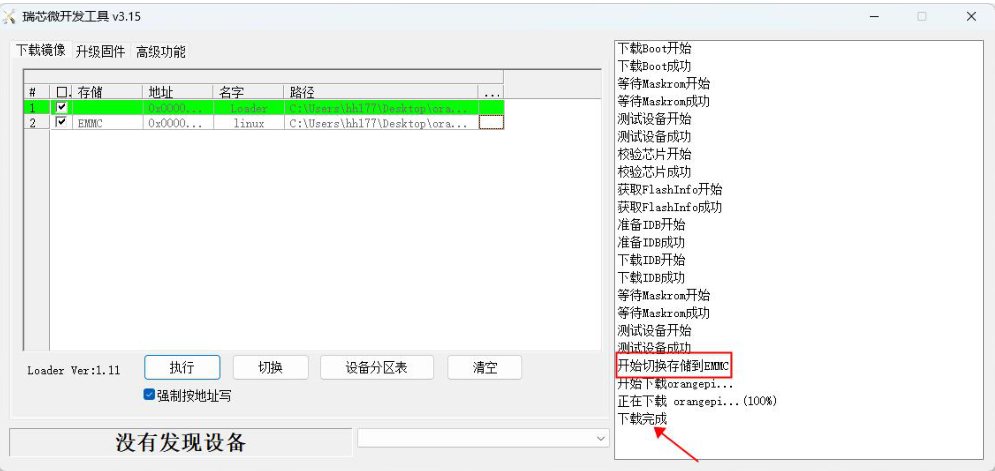 瑞芯微开发工具 v3.15
下载镜像 升级固件 高级功能
# 口. 存储 地址 名字 路径 ...
1 0x0000... Loader C:\Users\hh177\Desktop\ora...
2 EMMC 0x0000... linux C:\Users\hh177\Desktop\ora...
Loader Ver:1.11 执行 切换 设备分区表 清空
强制按地址写
没有发现设备
下载Boot开始
下载Boot成功
等待Maskrom开始
等待Maskrom成功
测试设备开始
测试设备成功
校验芯片开始
校验芯片成功
获取FlashInfo开始
获取FlashInfo成功
准备IDB开始
准备IDB成功
下载IDB开始
下载IDB成功
等待Maskrom开始
等待Maskrom成功
测试设备开始
测试设备成功
开始切换存储到EMMC
开始下载orangepi...
正在下载 orangepi...(100%)
下载完成